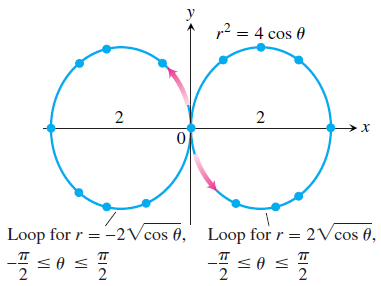 y
r² = 4 cos θ
2
2
x
0
Loop for r = −2√cos θ,
−π/2 ≤ θ ≤ π/2
Loop for r = 2√cos θ,
−π/2 ≤ θ ≤ π/2